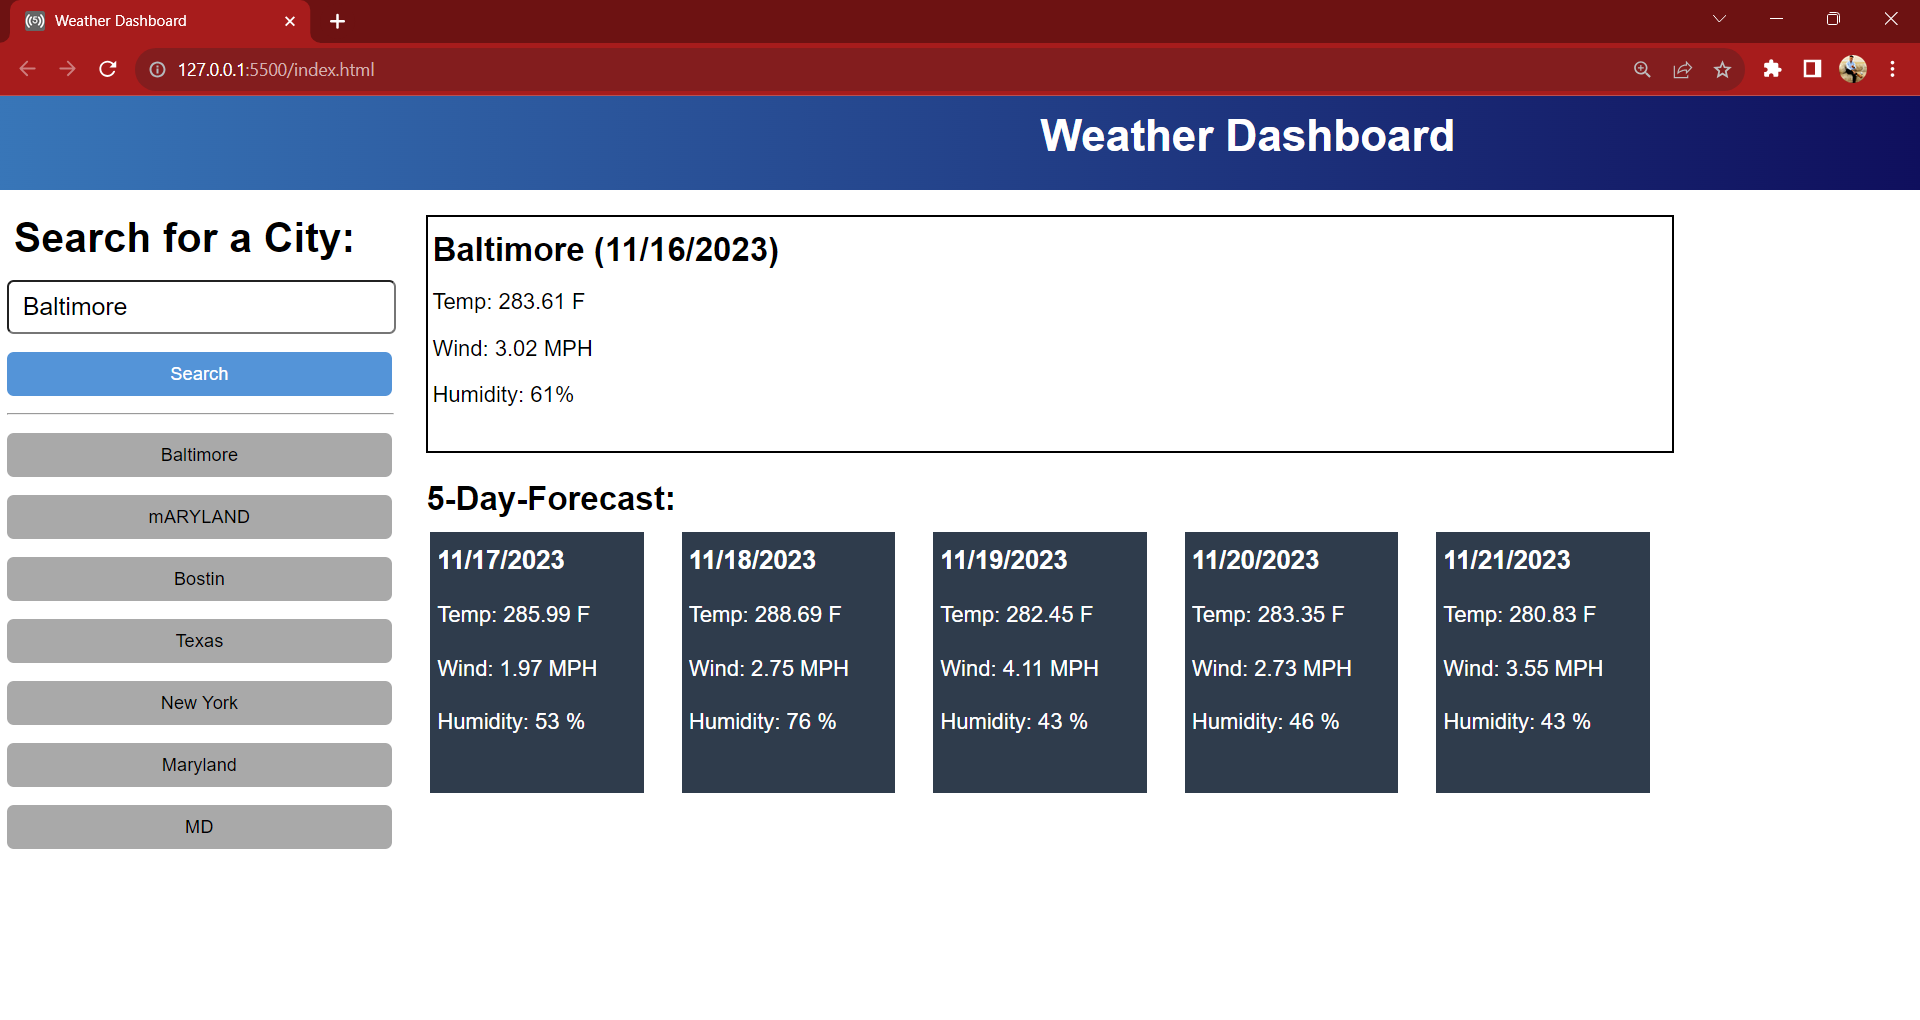 Weather Dashboard
127.0.0.1:5500/index.html
Weather Dashboard
Search for a City:
Baltimore
Search
Baltimore
mARYLAND
Bostin
Texas
New York
Maryland
MD
Baltimore (11/16/2023)
Temp: 283.61 F
Wind: 3.02 MPH
Humidity: 61%
5-Day-Forecast:
11/17/2023
Temp: 285.99 F
Wind: 1.97 MPH
Humidity: 53 %
11/18/2023
Temp: 288.69 F
Wind: 2.75 MPH
Humidity: 76 %
11/19/2023
Temp: 282.45 F
Wind: 4.11 MPH
Humidity: 43 %
11/20/2023
Temp: 283.35 F
Wind: 2.73 MPH
Humidity: 46 %
11/21/2023
Temp: 280.83 F
Wind: 3.55 MPH
Humidity: 43 %